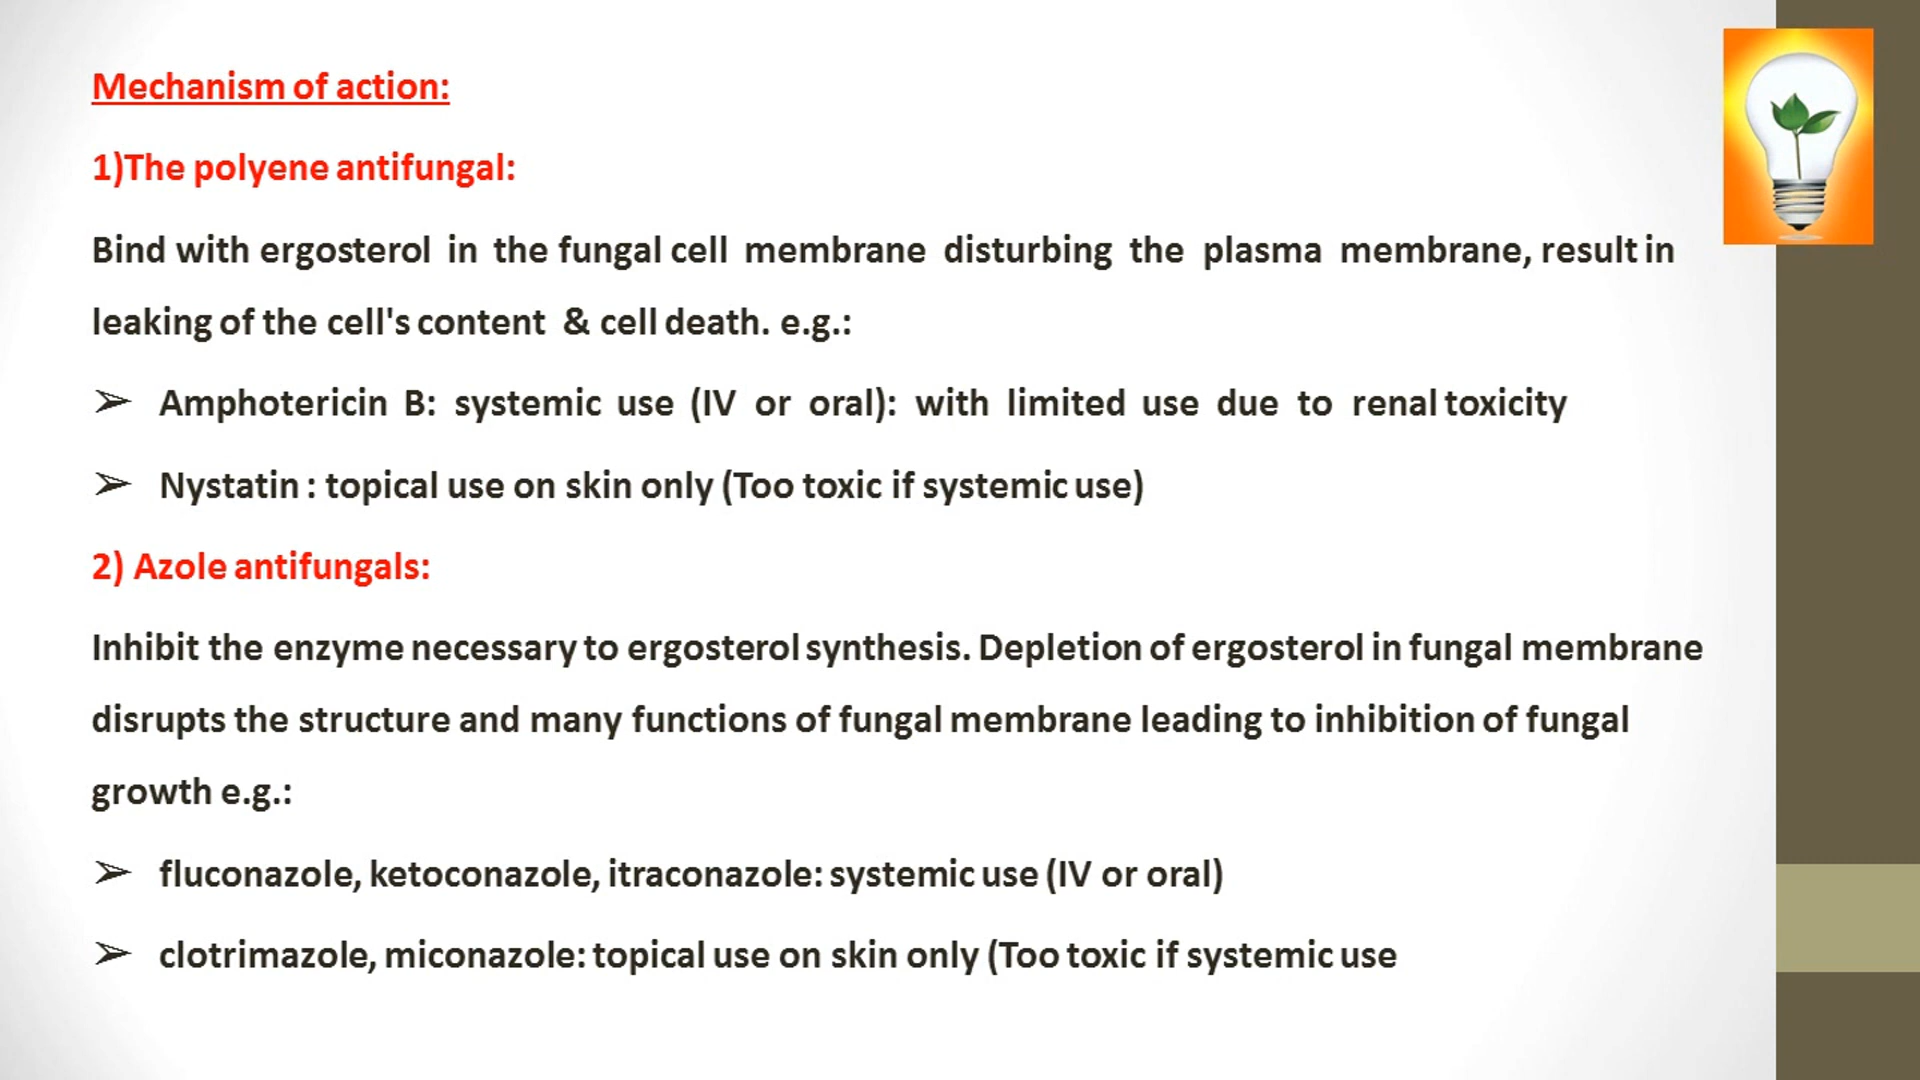 Mechanism of action:
1)The polyene antifungal:
Bind with ergosterol in the fungal cell membrane disturbing the plasma membrane, result in
leaking of the cell's content & cell death. e.g.:
➢ Amphotericin B: systemic use (IV or oral): with limited use due to renal toxicity
➢ Nystatin : topical use on skin only (Too toxic if systemic use)
2) Azole antifungals:
Inhibit the enzyme necessary to ergosterol synthesis. Depletion of ergosterol in fungal membrane
disrupts the structure and many functions of fungal membrane leading to inhibition of fungal
growth e.g.:
➢ fluconazole, ketoconazole, itraconazole: systemic use (IV or oral)
➢ clotrimazole, miconazole: topical use on skin only (Too toxic if systemic use